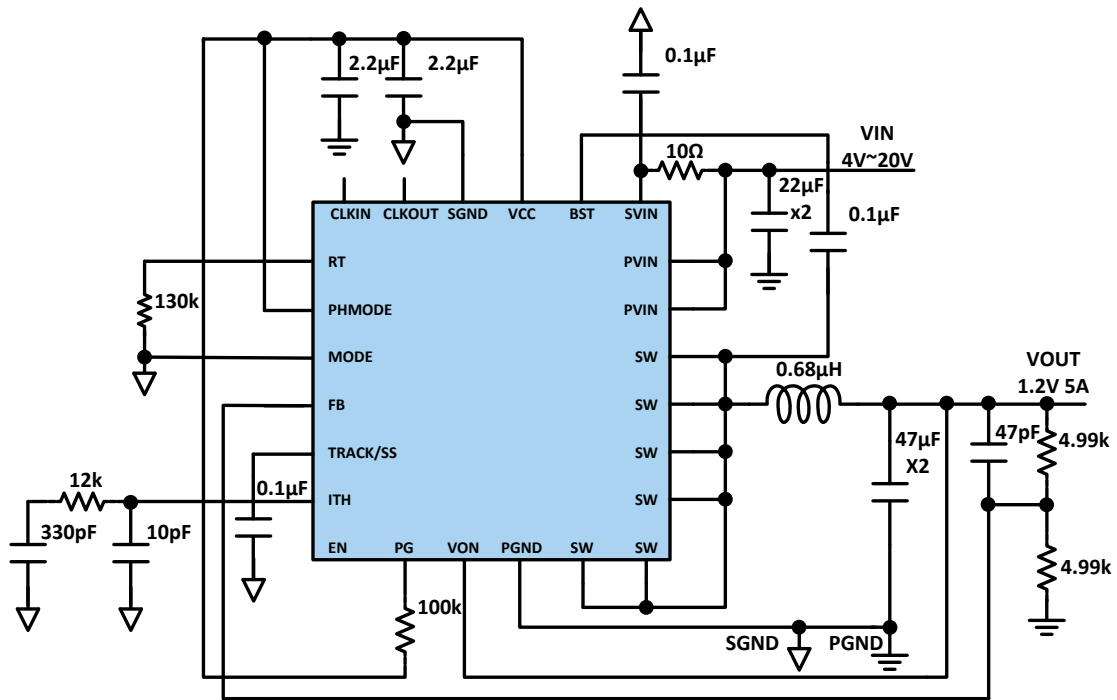 2.2µF
2.2µF
0.1µF
10Ω
VIN
4V~20V
22µF
x2
0.1µF
CLKIN
CLKOUT
SGND
VCC
BST
SVIN
RT
PVIN
130k
PHMODE
PVIN
MODE
SW
0.68µH
VOUT
1.2V 5A
FB
SW
47µF
X2
47pF
4.99k
TRACK/SS
SW
12k
0.1µF
ITH
SW
330pF
10pF
EN
PG
VON
PGND
SW
SW
4.99k
100k
SGND
PGND